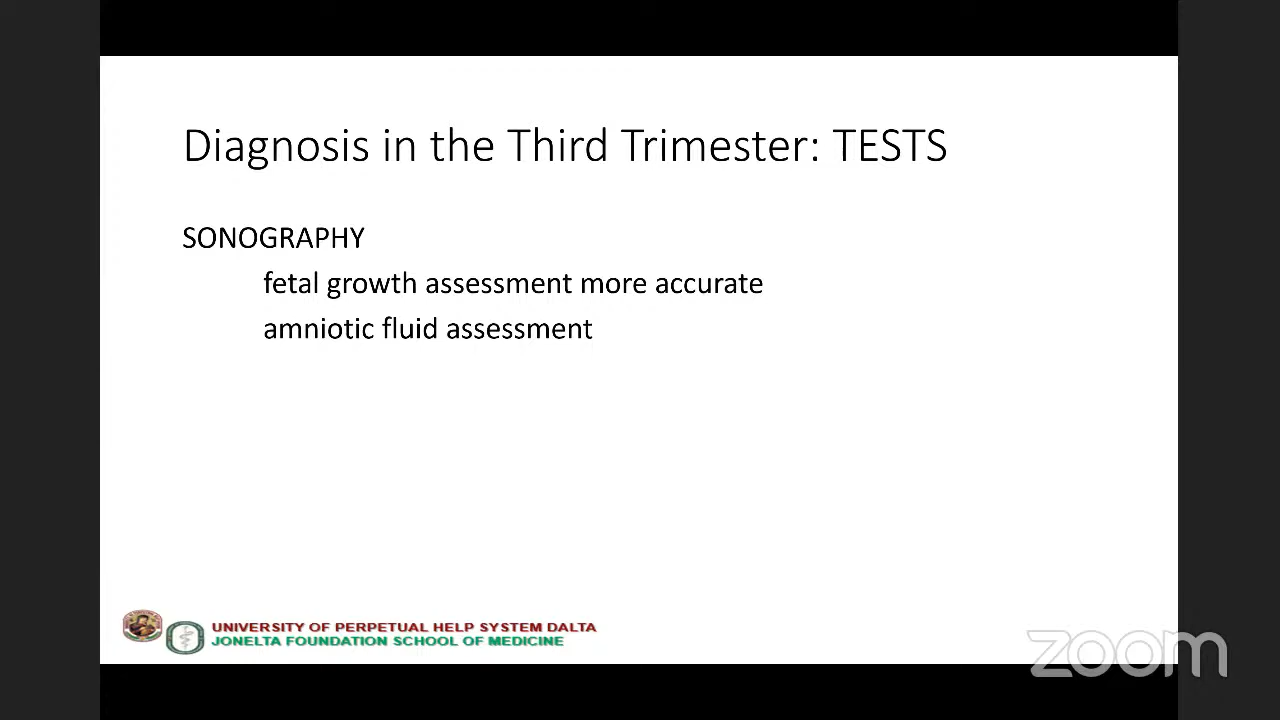 Diagnosis in the Third Trimester: TESTS
SONOGRAPHY
fetal growth assessment more accurate
amniotic fluid assessment
UNIVERSITY OF PERPETUAL HELP SYSTEM DALTA
JONELTA FOUNDATION SCHOOL OF MEDICINE
zoom